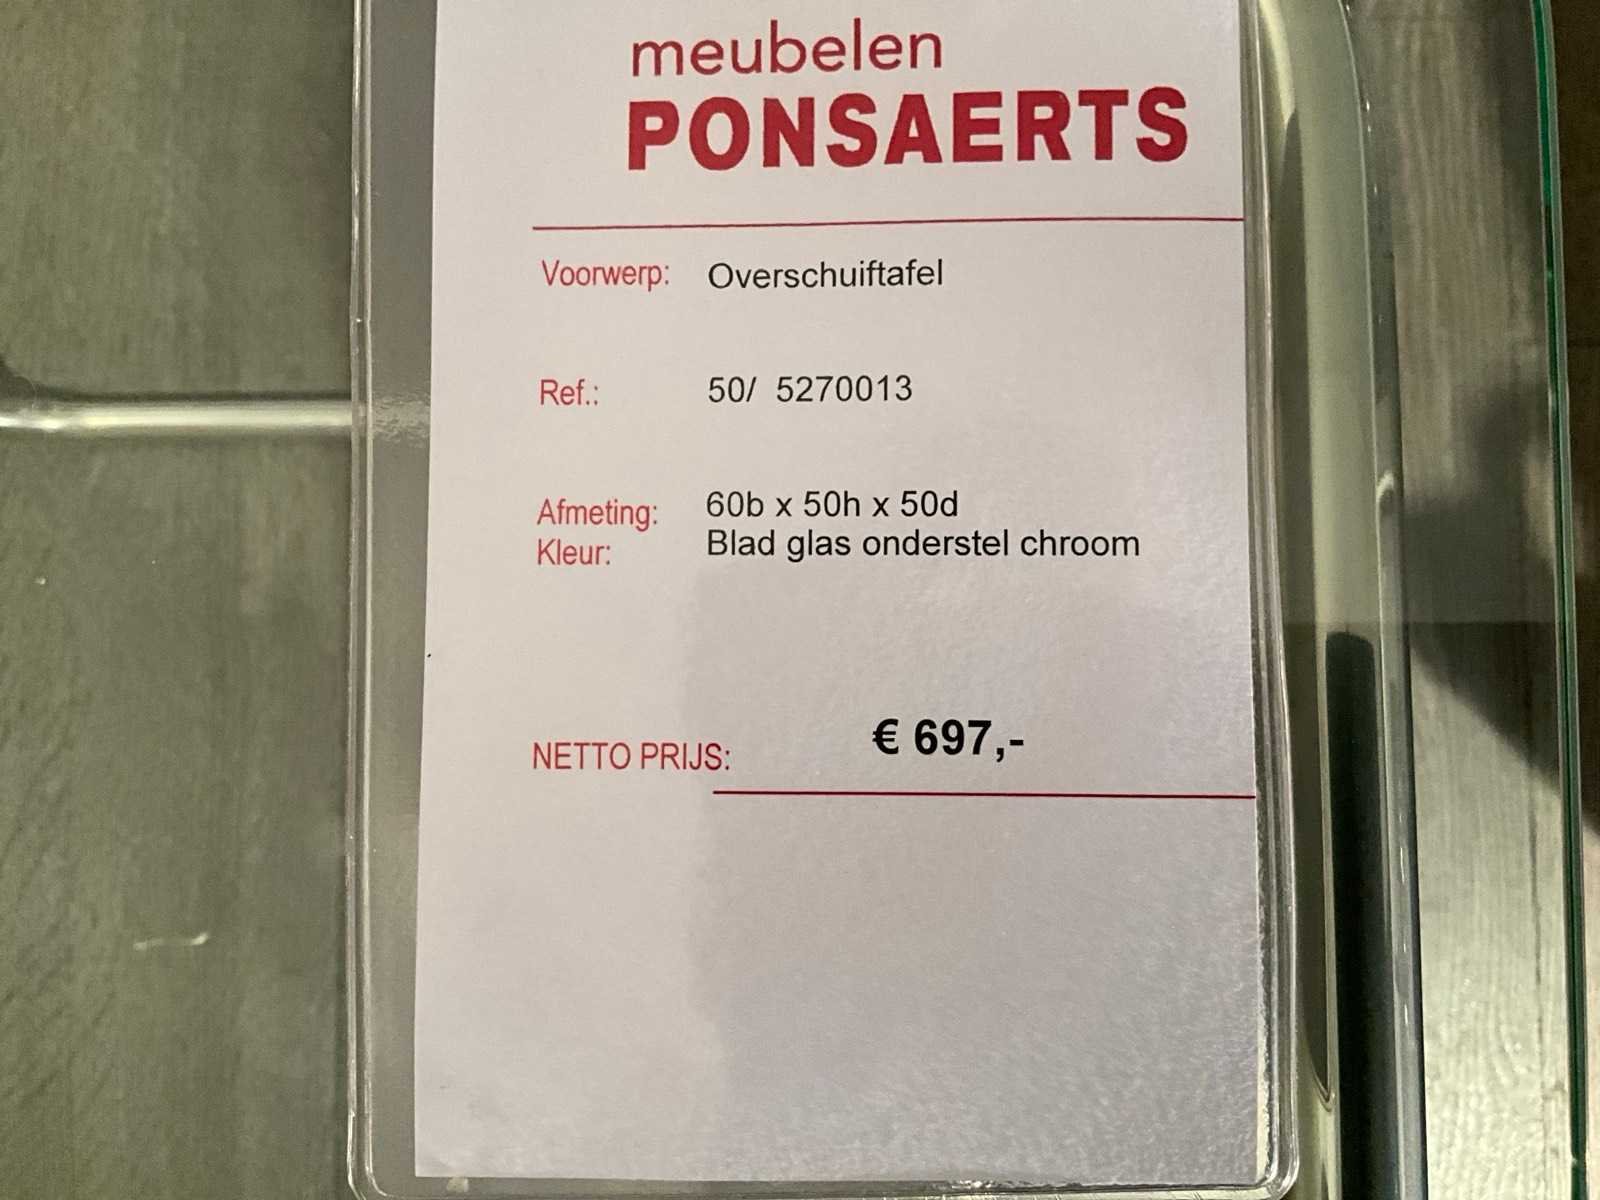 meubelen
PONSAERTS
Voorwerp: Overschuiftafel
Ref.: 50/ 5270013
Afmeting: 60b x 50h x 50d
Kleur: Blad glas onderstel chroom
NETTO PRIJS: € 697,-